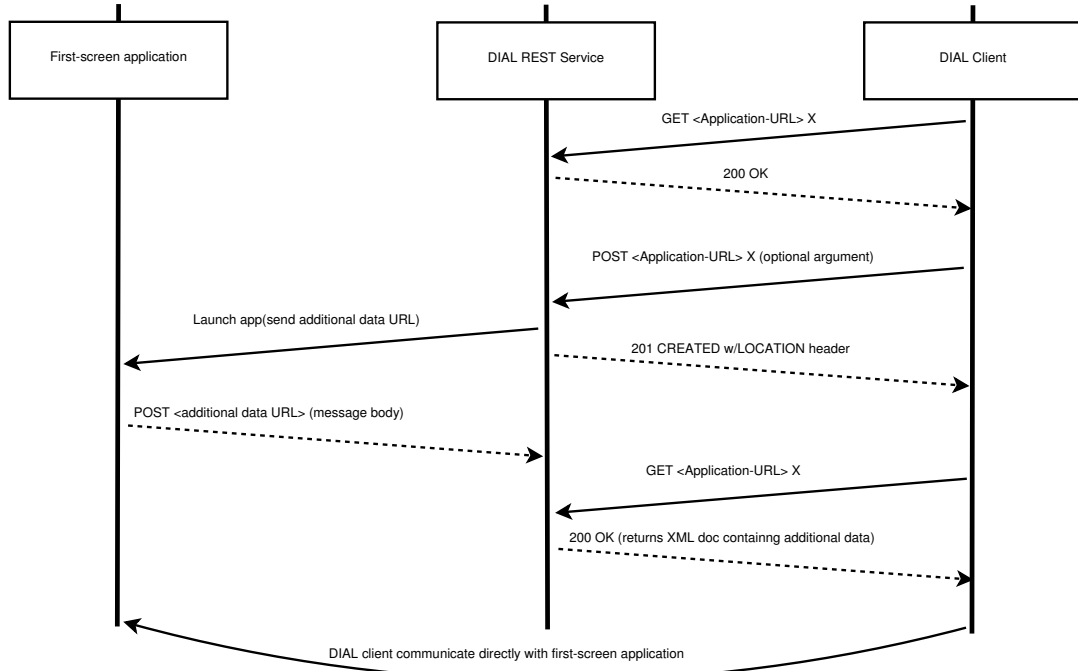 First-screen application
DIAL REST Service
DIAL Client
GET <Application-URL> X
200 OK
POST <Application-URL> X (optional argument)
Launch app(send additional data URL)
201 CREATED w/LOCATION header
POST <additional data URL> (message body)
GET <Application-URL> X
200 OK (returns XML doc containng additional data)
DIAL client communicate directly with first-screen application